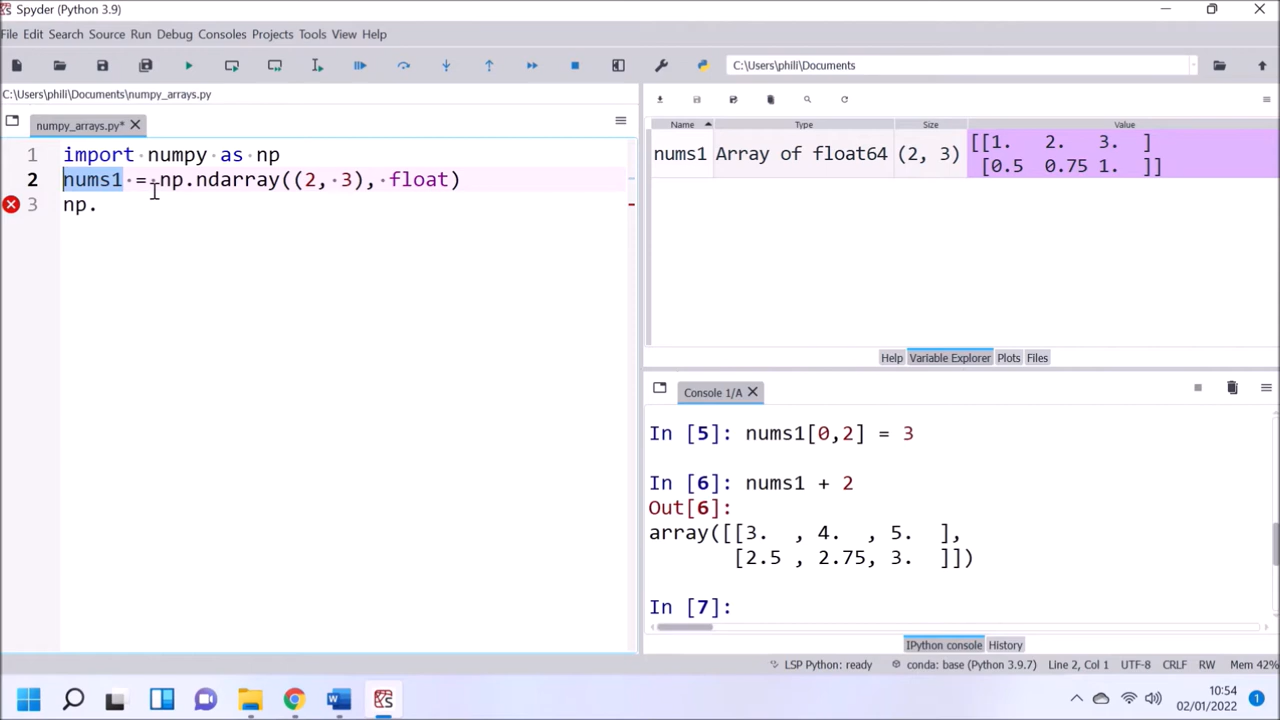 Spyder (Python 3.9)
File Edit Search Source Run Debug Consoles Projects Tools View Help
C:\Users\phili\Documents
C:\Users\phili\Documents\numpy_arrays.py
numpy_arrays.py*
1 import numpy as np
2 nums1 = np.ndarray((2, 3), float)
3 np.
Name Type Size Value
nums1 Array of float64 (2, 3) [[1. 2. 3. ]
[0.5 0.75 1. ]]
Help Variable Explorer Plots Files
Console 1/A
In [5]: nums1[0,2] = 3
In [6]: nums1 + 2
Out[6]:
array([[3. , 4. , 5. ],
[2.5 , 2.75, 3. ]])
In [7]:
IPython console History
LSP Python: ready conda: base (Python 3.9.7) Line 2, Col 1 UTF-8 CRLF RW Mem 42%
10:54
02/01/2022
1